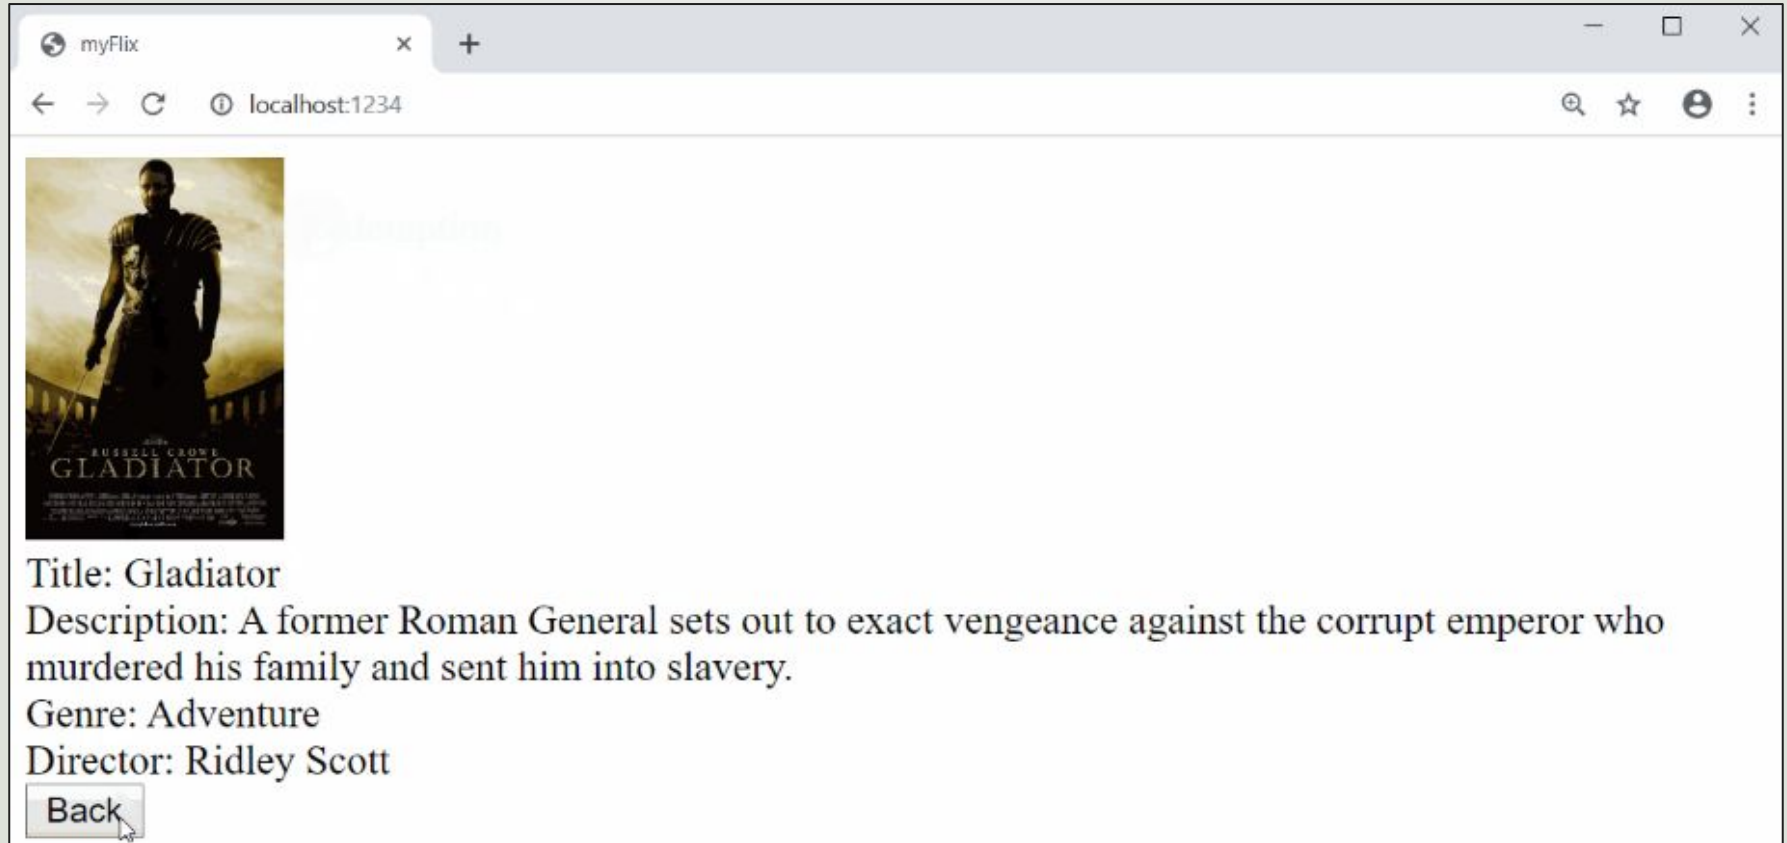 myFlix
localhost:1234
RUSSELL CROWE
GLADIATOR
Title: Gladiator
Description: A former Roman General sets out to exact vengeance against the corrupt emperor who
murdered his family and sent him into slavery.
Genre: Adventure
Director: Ridley Scott
Back